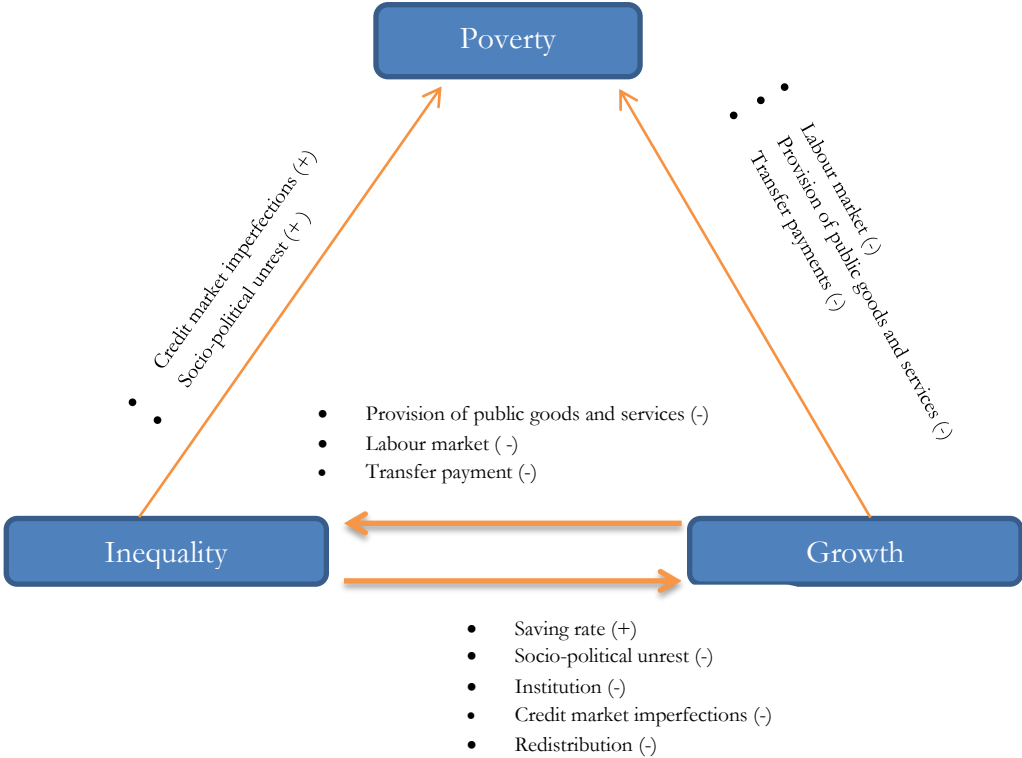 Poverty
Labour market (-)
Provision of public goods and services (-)
Transfer payments (-)
Credit market imperfections (+)
Socio-political unrest (+ )
• Provision of public goods and services (-)
• Labour market ( -)
• Transfer payment (-)
Inequality
Growth
• Saving rate (+)
• Socio-political unrest (-)
• Institution (-)
• Credit market imperfections (-)
• Redistribution (-)